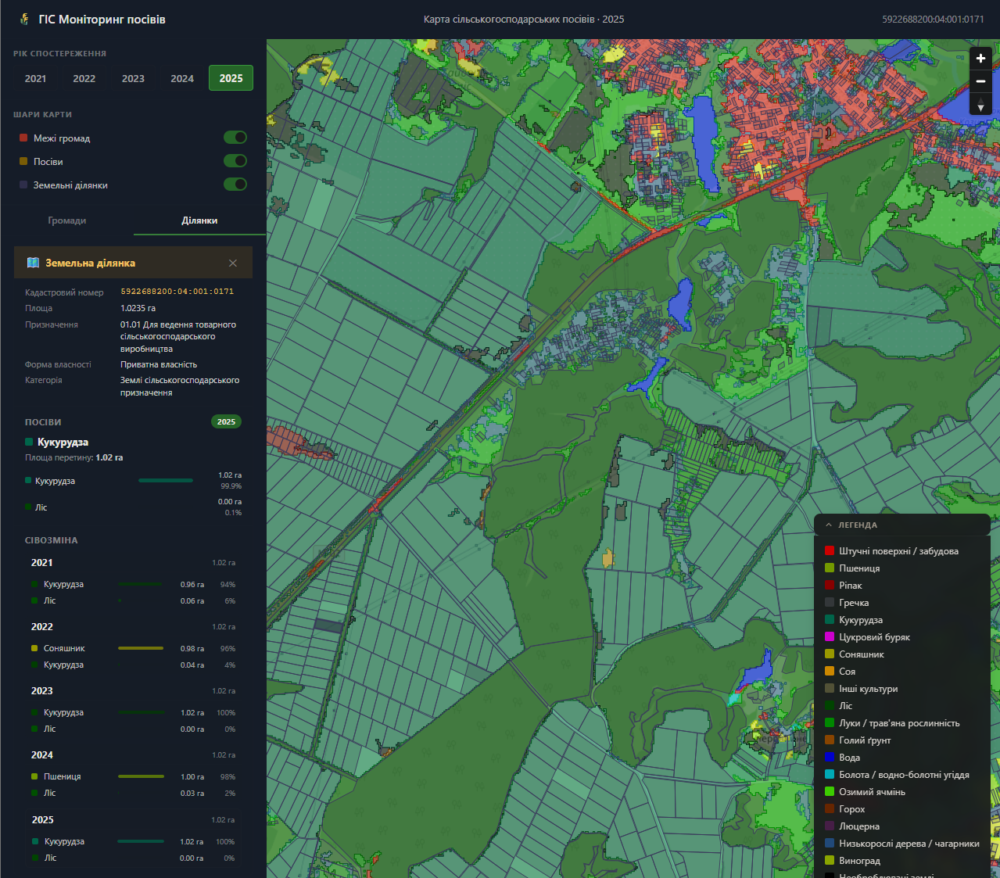 ГІС Моніторинг посівів
Карта сільськогосподарських посівів · 2025
5922688200:04:001:0171
РІК СПОСТЕРЕЖЕННЯ
2021 2022 2023 2024 2025
ШАРИ КАРТИ
Межі громад
Посіви
Земельні ділянки
Громади Ділянки
Земельна ділянка
Кадастровий номер 5922688200:04:001:0171
Площа 1.0235 га
Призначення 01.01 Для ведення товарного
сільськогосподарського
виробництва
Форма власності Приватна власність
Категорія Землі сільськогосподарського
призначення
ПОСІВИ 2025
Кукурудза
Площа перетину: 1.02 га
Кукурудза 1.02 га
99.9%
Ліс 0.00 га
0.1%
СІВОЗМІНА
2021 1.02 га
Кукурудза 0.96 га 94%
Ліс 0.06 га 6%
2022 1.02 га
Соняшник 0.98 га 96%
Кукурудза 0.04 га 4%
2023 1.02 га
Кукурудза 1.02 га 100%
Ліс 0.00 га 0%
2024 1.02 га
Пшениця 1.00 га 98%
Ліс 0.03 га 2%
2025 1.02 га
Кукурудза 1.02 га 100%
Ліс 0.00 га 0%
ЛЕГЕНДА
Штучні поверхні / забудова
Пшениця
Ріпак
Гречка
Кукурудза
Цукровий буряк
Соняшник
Соя
Інші культури
Ліс
Луки / трав'яна рослинність
Голий ґрунт
Вода
Болота / водно-болотні угіддя
Озимий ячмінь
Горох
Люцерна
Низькорослі дерева / чагарники
Виноград
Необроблювані землі